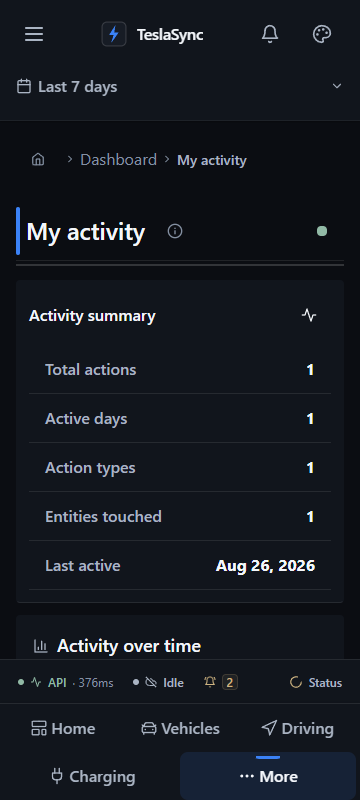 TeslaSync
Last 7 days
Dashboard My activity
My activity
Activity summary
Total actions 1
Active days 1
Action types 1
Entities touched 1
Last active Aug 26, 2026
Activity over time
API · 376ms Idle 2 Status
Home Vehicles Driving
Charging More